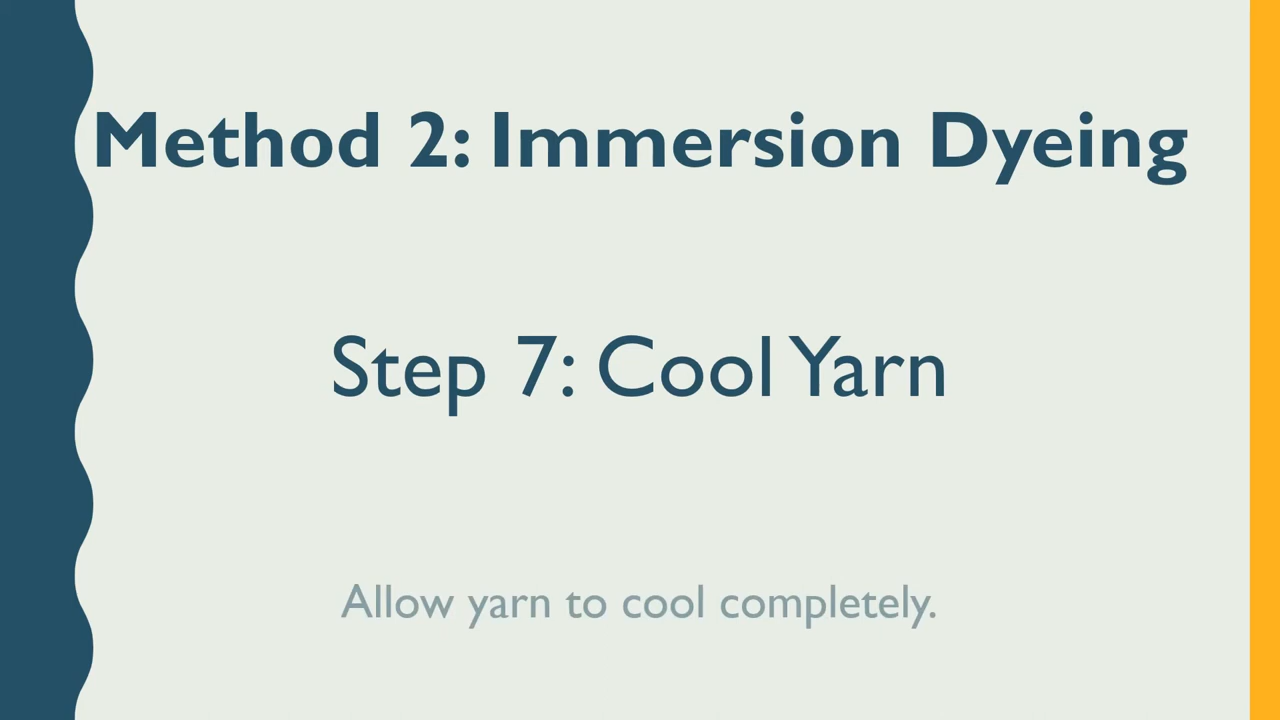 Method 2: Immersion Dyeing
Step 7: Cool Yarn
Allow yarn to cool completely.